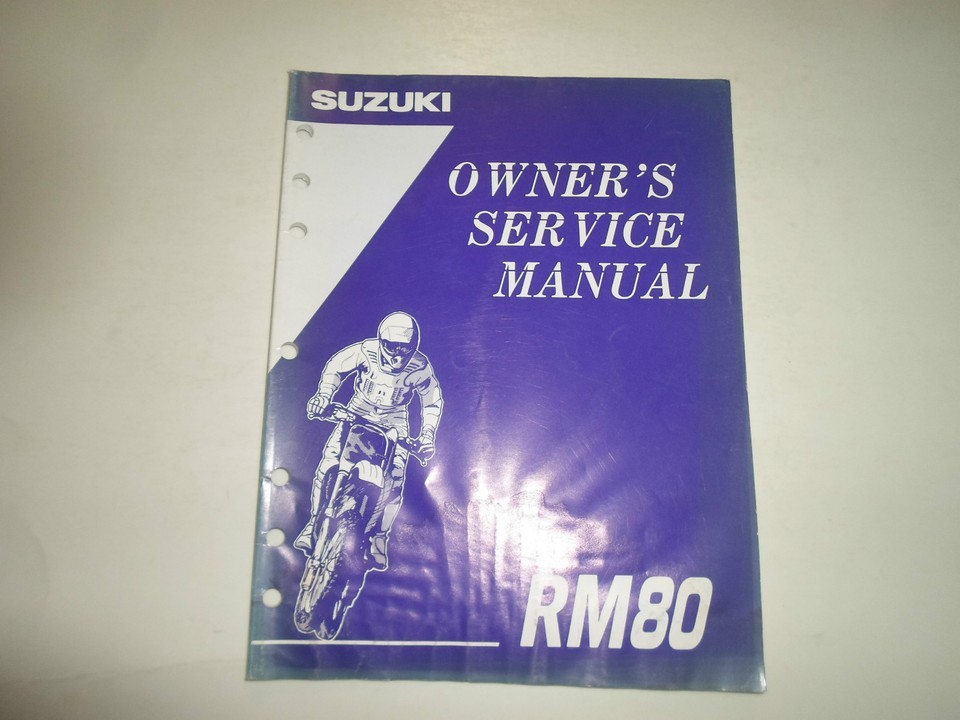 SUZUKI
OWNER'S
SERVICE
MANUAL
RM80